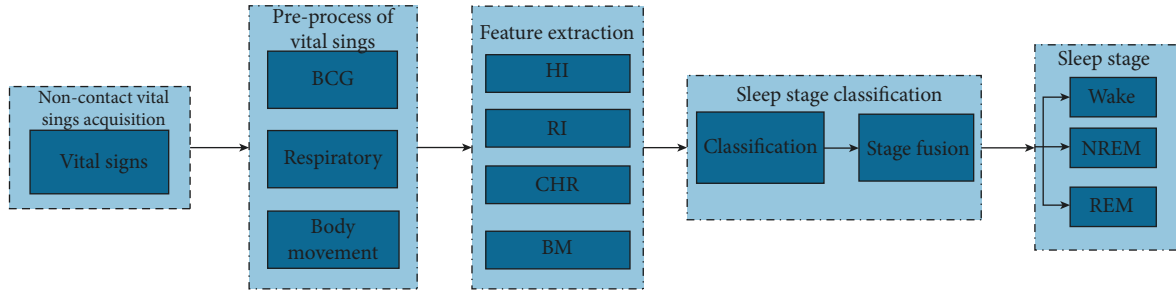 Non-contact vital
sings acquisition
Vital signs
Pre-process of
vital sings
BCG
Respiratory
Body
movement
Feature extraction
HI
RI
CHR
BM
Sleep stage classification
Classification
Stage fusion
Sleep stage
Wake
NREM
REM